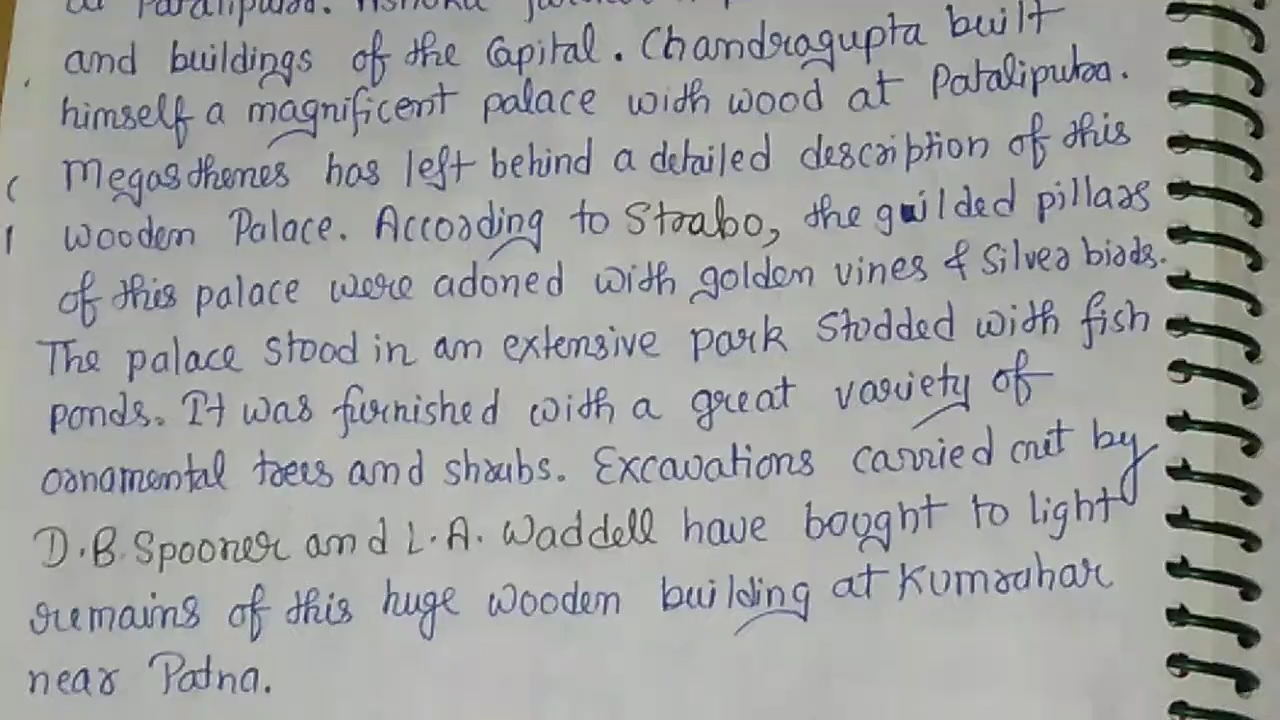 at Pataliputra. Ashoka
and buildings of the Capital. Chandragupta built
himself a magnificent palace with wood at Pataliputra.
Megasthenes has left behind a detailed description of this
wooden Palace. According to Strabo, the guilded pillars
of this palace were adoned with golden vines & silver birds.
The palace stood in an extensive park stodded with fish
ponds. It was furnished with a great variety of
ornamental trees and shrubs. Excavations carried out by
D.B. Spooner and L.A. Waddell have bought to light
remains of this huge wooden building at Kumrahar
near Patna.